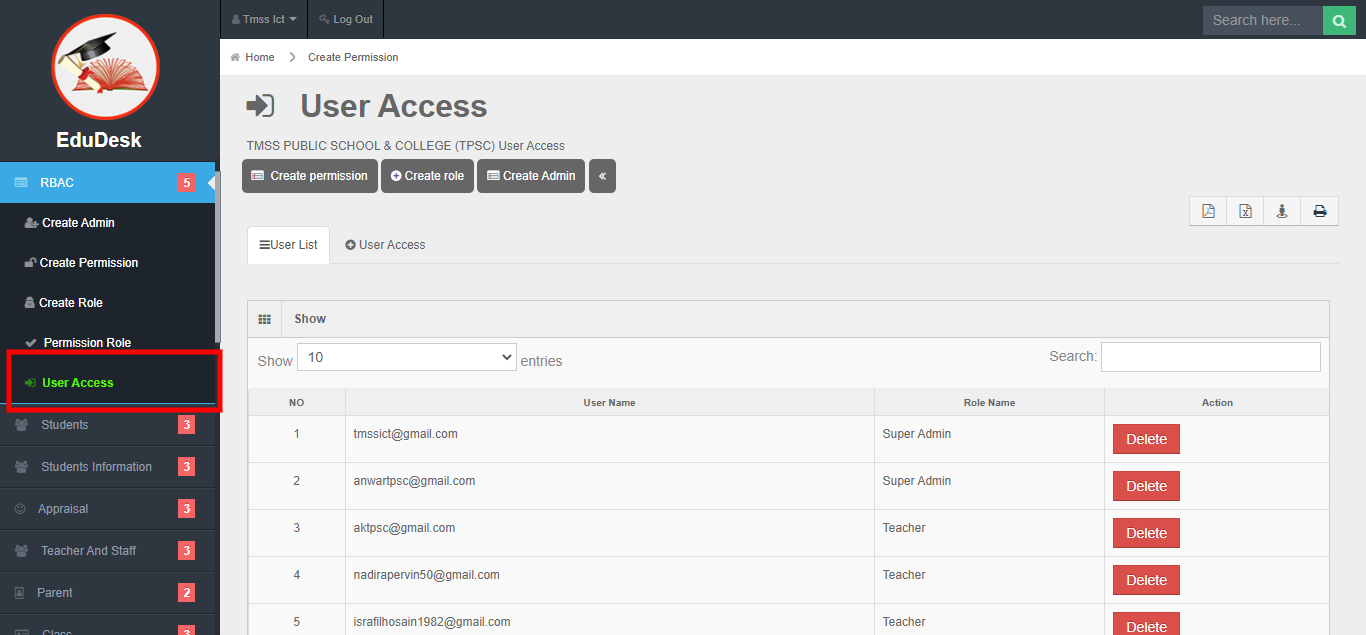 Tmss Ict
Log Out
Search here...
EduDesk
Home
Create Permission
User Access
TMSS PUBLIC SCHOOL & COLLEGE (TPSC) User Access
Create permission
Create role
Create Admin
«
RBAC 5
Create Admin
Create Permission
Create Role
Permission Role
User Access
Students 3
Students Information 3
Appraisal 3
Teacher And Staff 3
Parent 2
Class 3
User List
User Access
Show
Show 10 entries
Search:
NO User Name Role Name Action
1 tmssict@gmail.com Super Admin Delete
2 anwartpsc@gmail.com Super Admin Delete
3 aktpsc@gmail.com Teacher Delete
4 nadirapervin50@gmail.com Teacher Delete
5 israfilhosain1982@gmail.com Teacher Delete